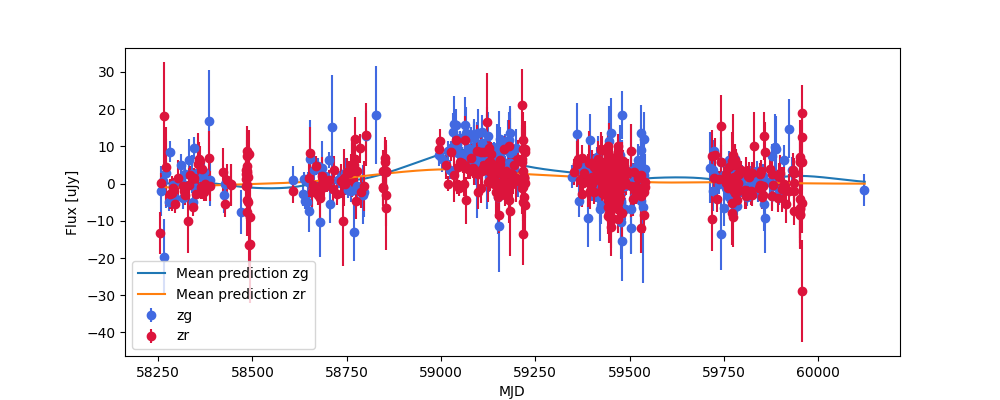 30
20
10
0
−10
−20
−30
−40
Flux [uJy]
Mean prediction zg
Mean prediction zr
zg
zr
58250 58500 58750 59000 59250 59500 59750 60000
MJD